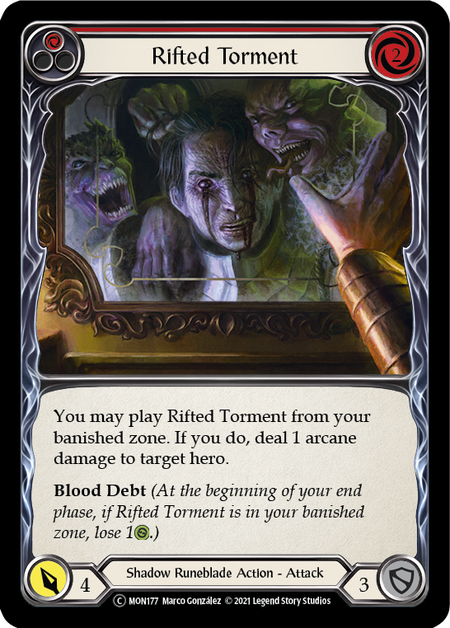 Rifted Torment
2
You may play Rifted Torment from your
banished zone. If you do, deal 1 arcane
damage to target hero.
Blood Debt (At the beginning of your end
phase, if Rifted Torment is in your banished
zone, lose 1.)
4
Shadow Runeblade Action - Attack
3
C MON177 Marco González © 2021 Legend Story Studios